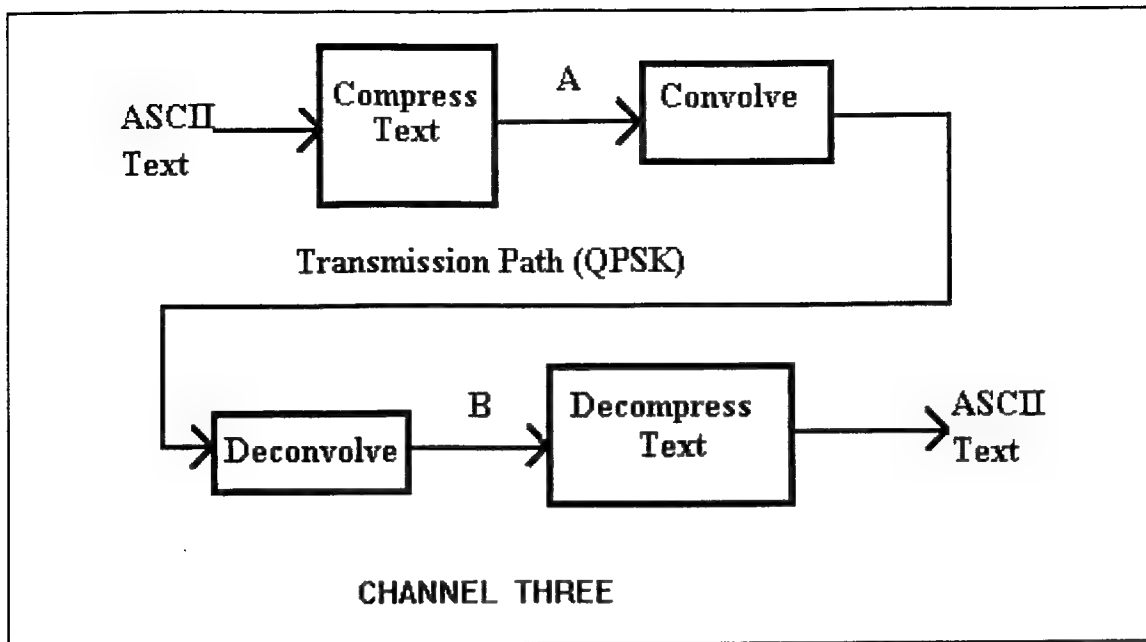 ASCII
Text
Compress
Text
A
Convolve
Transmission Path (QPSK)
Deconvolve
B
Decompress
Text
ASCII
Text
CHANNEL THREE